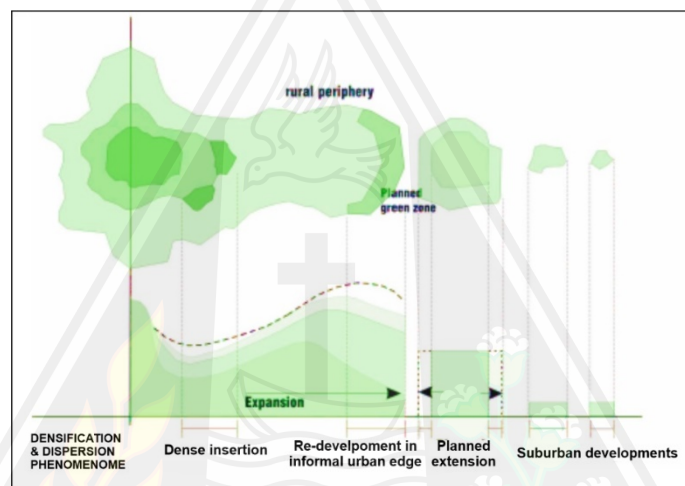 rural periphery
Planned
green zone
Expansion
DENSIFICATION
& DISPERSION
PHENOMENOME
Dense insertion
Re-develpoment in
informal urban edge
Planned
extension
Suburban developments